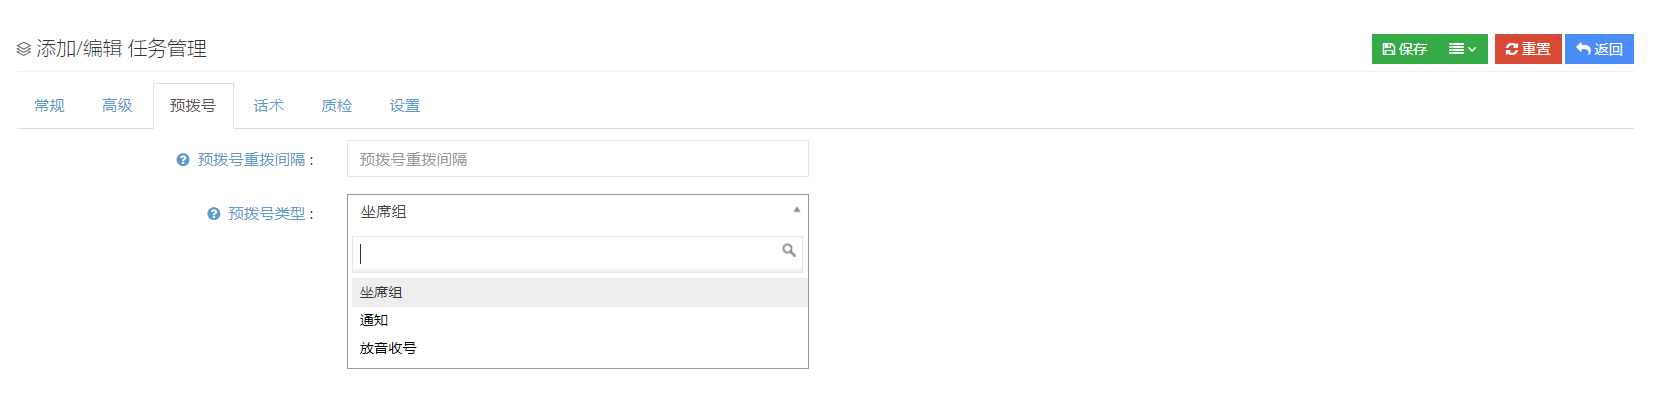 添加/编辑 任务管理
保存
重置
返回
常规 高级 预拨号 话术 质检 设置
预拨号重拨间隔 : 预拨号重拨间隔
预拨号类型 : 坐席组
坐席组
通知
放音收号